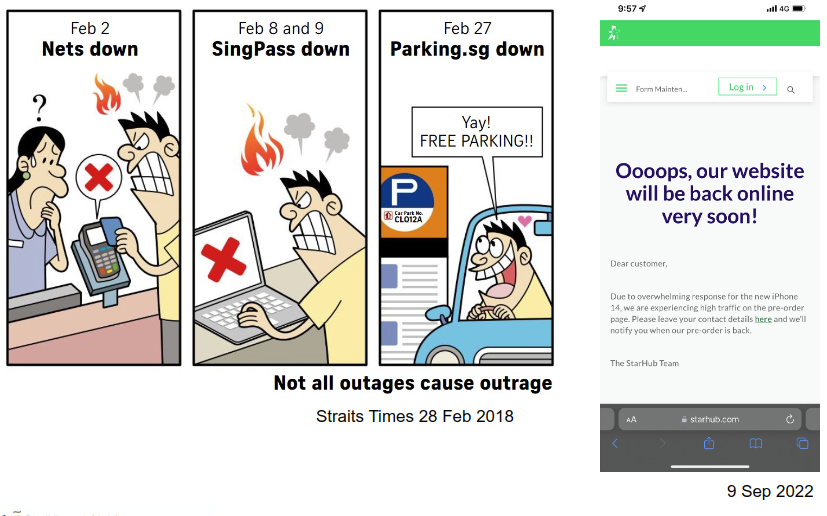 Feb 2
Nets down
?
Feb 8 and 9
SingPass down
Feb 27
Parking.sg down
Yay!
FREE PARKING!!
P
Car Park No.
CL012A
Not all outages cause outrage
Straits Times 28 Feb 2018
9:57
4G
Form Mainten...
Log in
Oooops, our website
will be back online
very soon!
Dear customer,
Due to overwhelming response for the new iPhone
14, we are experiencing high traffic on the pre-order
page. Please leave your contact details here and we'll
notify you when our pre-order is back.
The StarHub Team
AA
starhub.com
9 Sep 2022